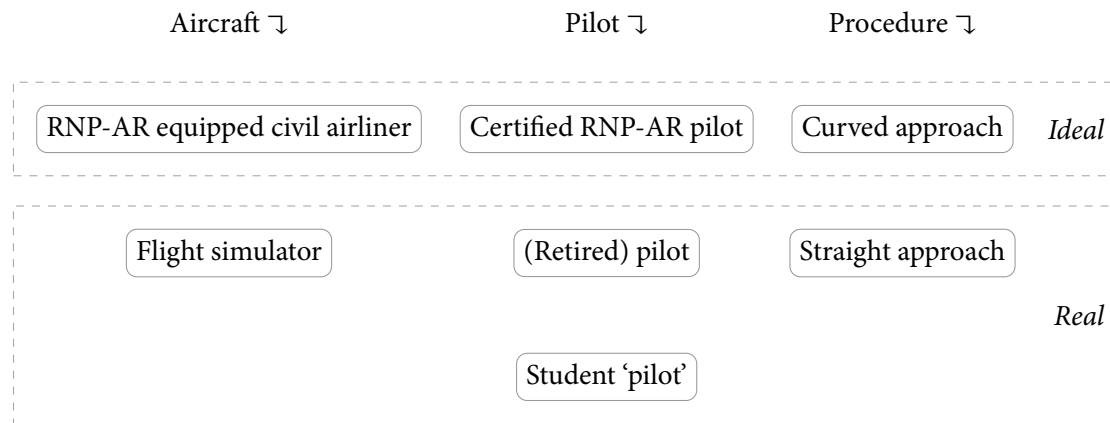 Aircraft ↴ Pilot ↴ Procedure ↴
RNP-AR equipped civil airliner Certified RNP-AR pilot Curved approach Ideal
Flight simulator (Retired) pilot Straight approach
Real
Student ‘pilot’